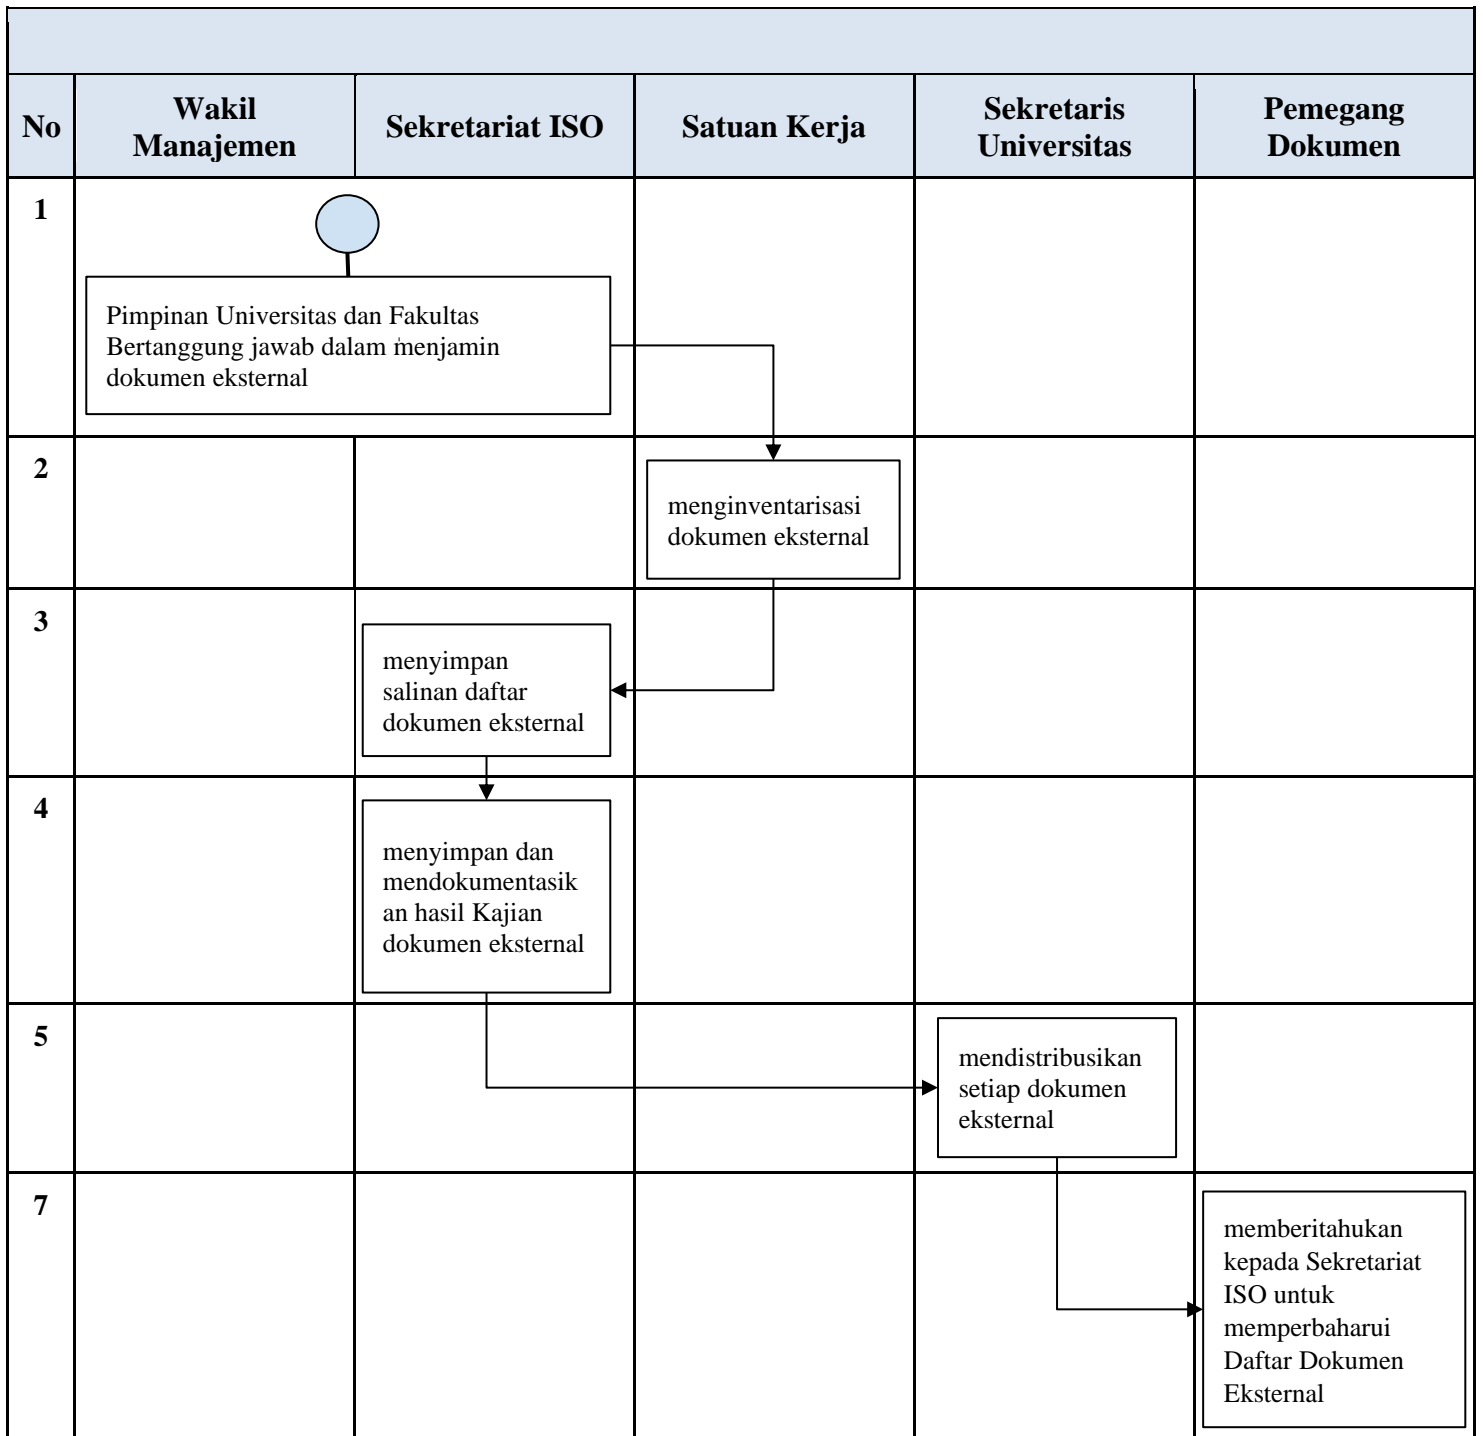 No
Wakil
Manajemen
Sekretariat ISO
Satuan Kerja
Sekretaris
Universitas
Pemegang
Dokumen
1
Pimpinan Universitas dan Fakultas
Bertanggung jawab dalam menjamin
dokumen eksternal
2
menginventarisasi
dokumen eksternal
3
menyimpan
salinan daftar
dokumen eksternal
4
menyimpan dan
mendokumentasik
an hasil Kajian
dokumen eksternal
5
mendistribusikan
setiap dokumen
eksternal
7
memberitahukan
kepada Sekretariat
ISO untuk
memperbaharui
Daftar Dokumen
Eksternal